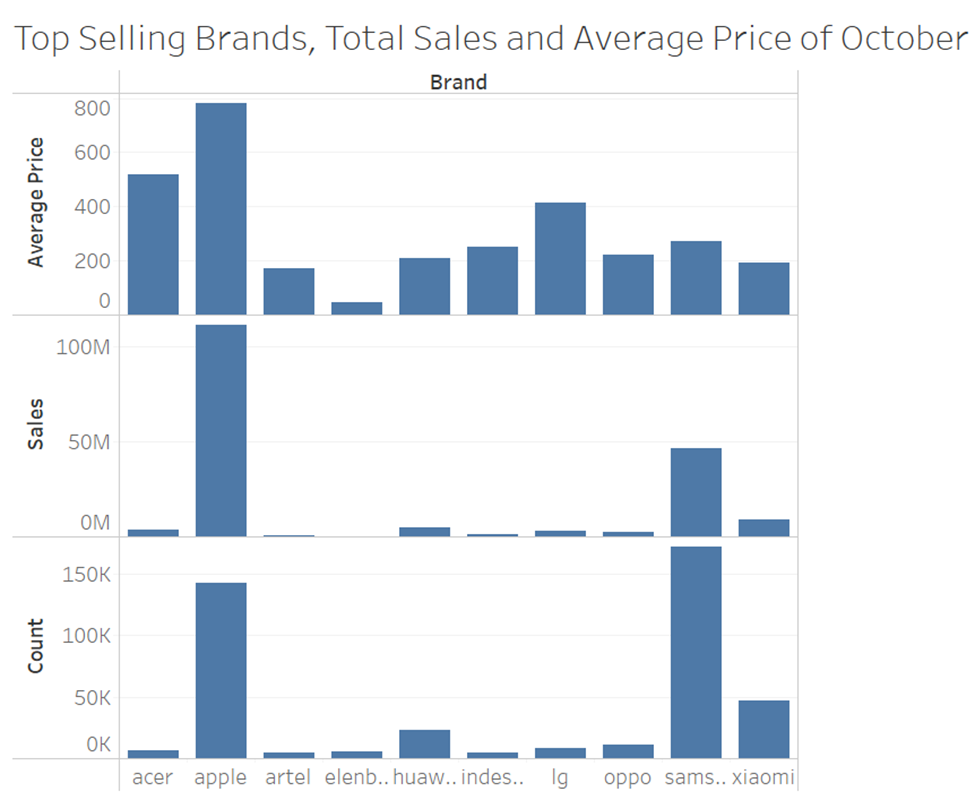 Top Selling Brands, Total Sales and Average Price of October
Brand
Average Price
800
600
400
200
0
Sales
100M
50M
0M
Count
150K
100K
50K
0K
acer apple artel elenb.. huaw.. indes.. lg oppo sams.. xiaomi